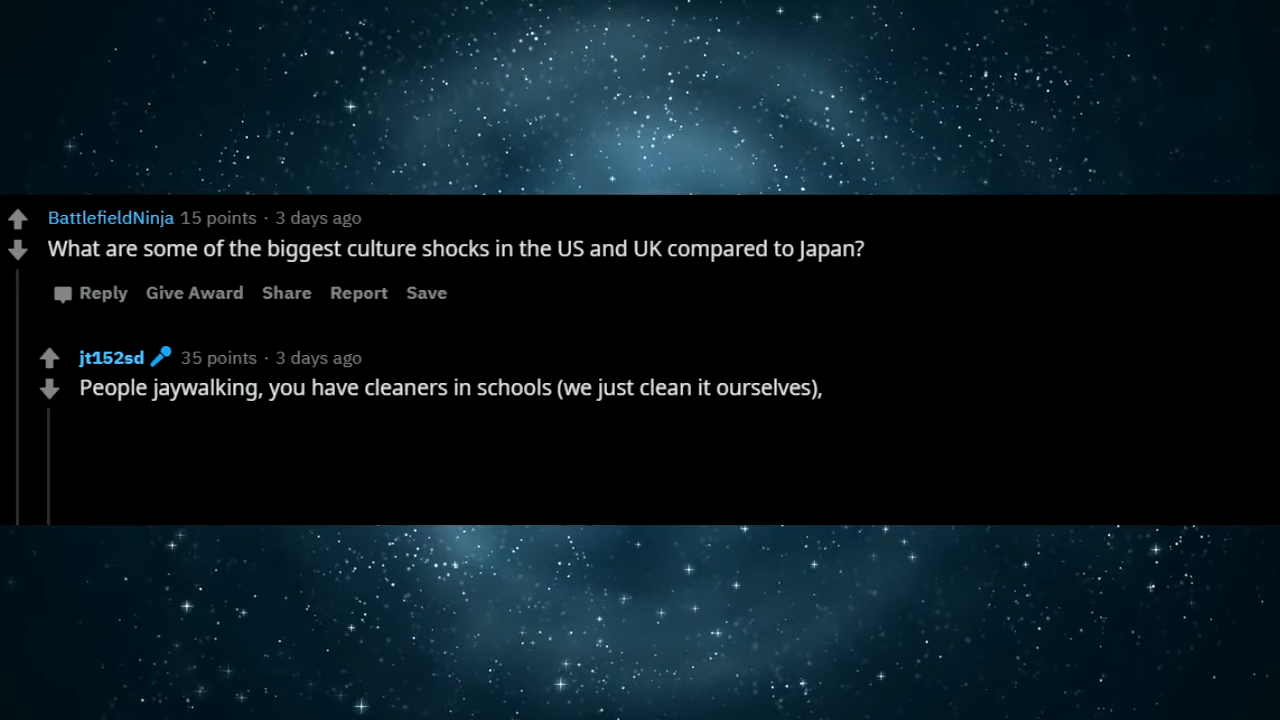 BattlefieldNinja 15 points · 3 days ago
What are some of the biggest culture shocks in the US and UK compared to Japan?
Reply Give Award Share Report Save
jt152sd 35 points · 3 days ago
People jaywalking, you have cleaners in schools (we just clean it ourselves),